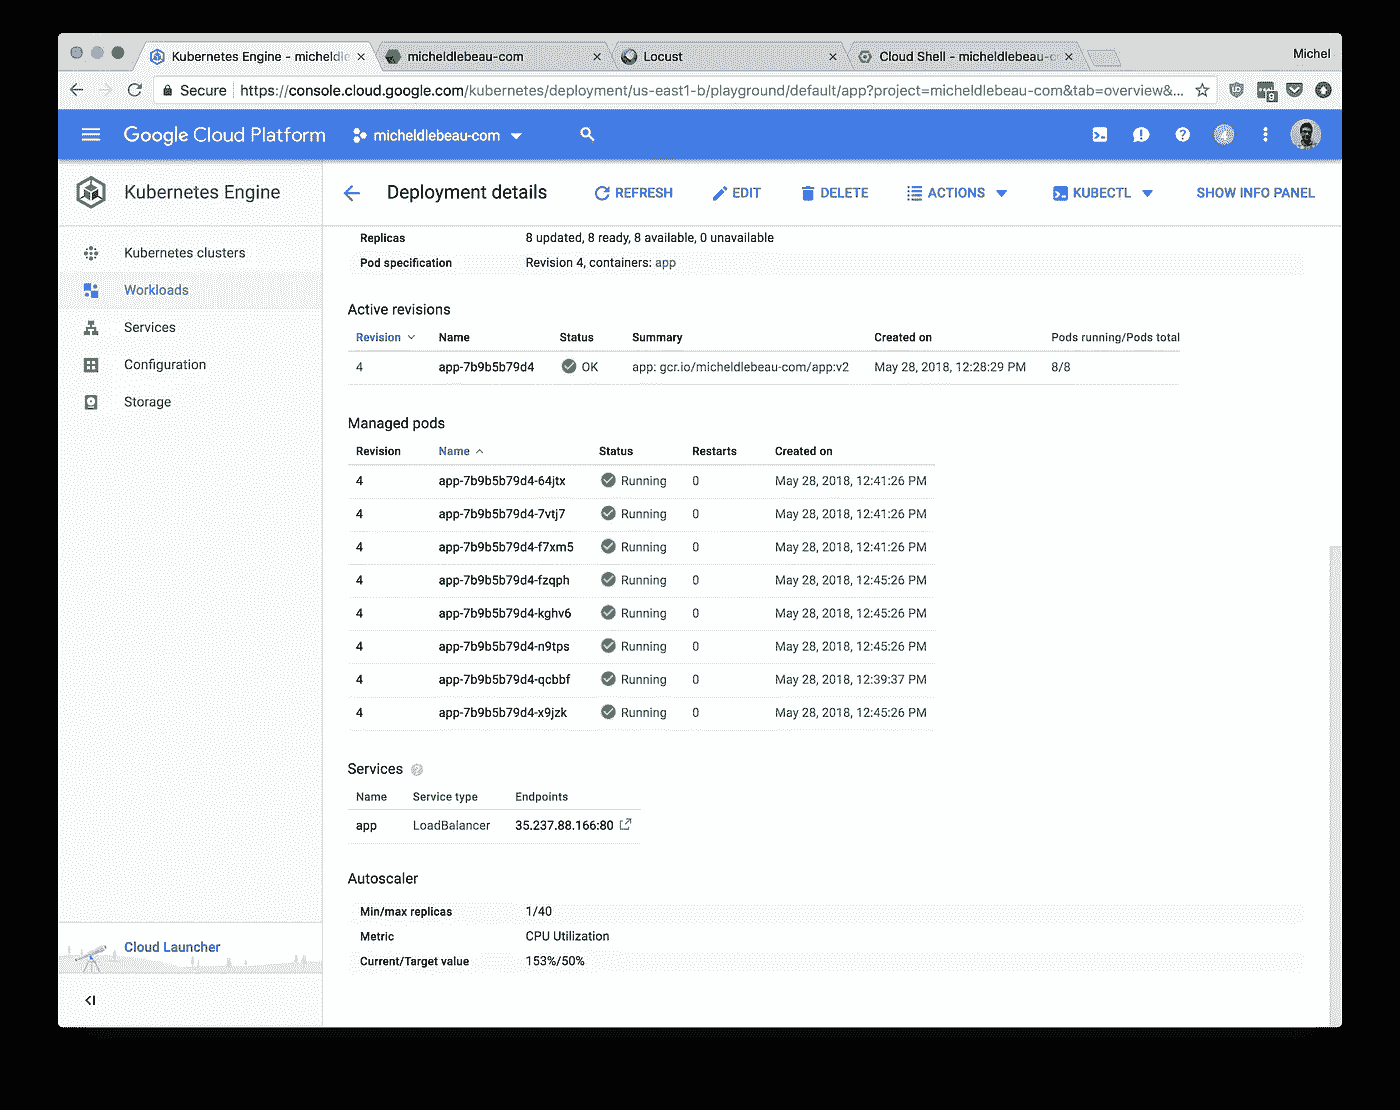 Kubernetes Engine - micheldle
micheldlebeau-com
Locust
Cloud Shell - micheldlebeau-c
Michel
Secure https://console.cloud.google.com/kubernetes/deployment/us-east1-b/playground/default/app?project=micheldlebeau-com&tab=overview&...
9
Google Cloud Platform micheldlebeau-com
4
Kubernetes Engine
Deployment details REFRESH EDIT DELETE ACTIONS KUBECTL SHOW INFO PANEL
Kubernetes clusters
Workloads
Services
Configuration
Storage
Cloud Launcher
Replicas 8 updated, 8 ready, 8 available, 0 unavailable
Pod specification Revision 4, containers: app
Active revisions
Revision Name Status Summary Created on Pods running/Pods total
4 app-7b9b5b79d4 OK app: gcr.io/micheldlebeau-com/app:v2 May 28, 2018, 12:28:29 PM 8/8
Managed pods
Revision Name Status Restarts Created on
4 app-7b9b5b79d4-64jtx Running 0 May 28, 2018, 12:41:26 PM
4 app-7b9b5b79d4-7vtj7 Running 0 May 28, 2018, 12:41:26 PM
4 app-7b9b5b79d4-f7xm5 Running 0 May 28, 2018, 12:41:26 PM
4 app-7b9b5b79d4-fzqph Running 0 May 28, 2018, 12:45:26 PM
4 app-7b9b5b79d4-kghv6 Running 0 May 28, 2018, 12:45:26 PM
4 app-7b9b5b79d4-n9tps Running 0 May 28, 2018, 12:45:26 PM
4 app-7b9b5b79d4-qcbbf Running 0 May 28, 2018, 12:39:37 PM
4 app-7b9b5b79d4-x9jzk Running 0 May 28, 2018, 12:45:26 PM
Services
Name Service type Endpoints
app LoadBalancer 35.237.88.166:80
Autoscaler
Min/max replicas 1/40
Metric CPU Utilization
Current/Target value 153%/50%